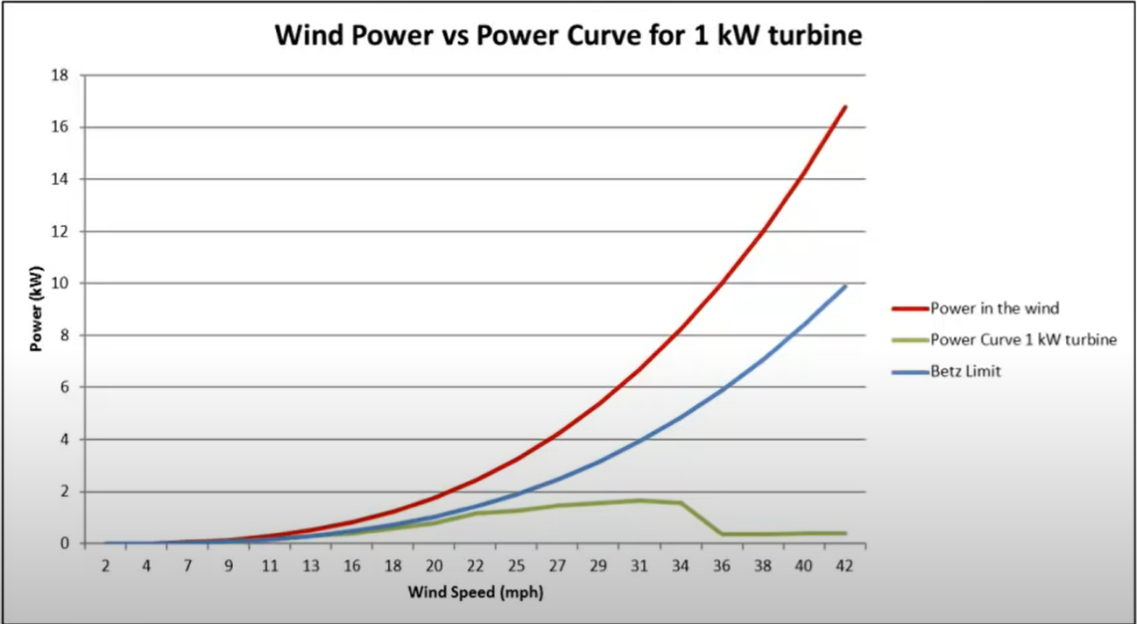 Wind Power vs Power Curve for 1 kW turbine
18
16
14
12
10
8
6
4
2
0
Power (kW)
2 4 7 9 11 13 16 18 20 22 25 27 29 31 34 36 38 40 42
Wind Speed (mph)
Power in the wind
Power Curve 1 kW turbine
Betz Limit